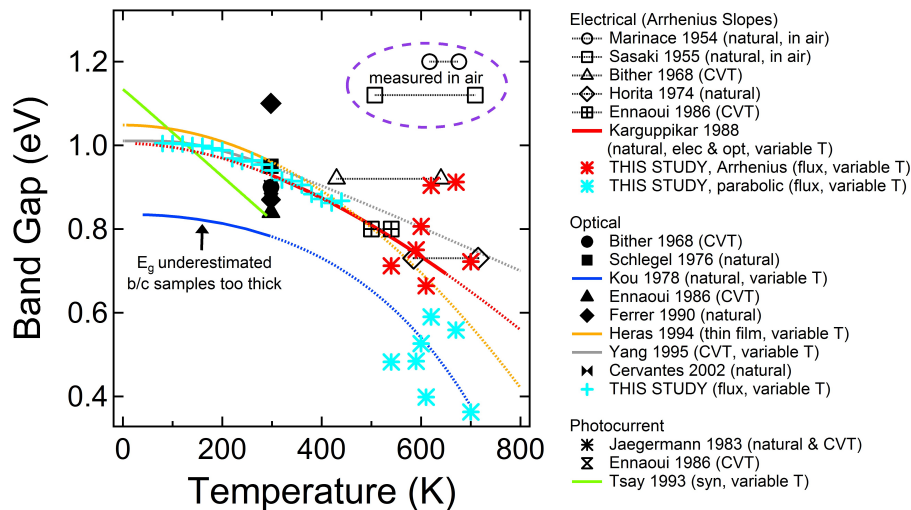 Band Gap (eV)
1.2
1.0
0.8
0.6
0.4
measured in air
E_g underestimated
b/c samples too thick
0
200
400
600
800
Temperature (K)
Electrical (Arrhenius Slopes)
Marinace 1954 (natural, in air)
Sasaki 1955 (natural, in air)
Bither 1968 (CVT)
Horita 1974 (natural)
Ennaoui 1986 (CVT)
Karguppikar 1988
(natural, elec & opt, variable T)
THIS STUDY, Arrhenius (flux, variable T)
THIS STUDY, parabolic (flux, variable T)
Optical
Bither 1968 (CVT)
Schlegel 1976 (natural)
Kou 1978 (natural, variable T)
Ennaoui 1986 (CVT)
Ferrer 1990 (natural)
Heras 1994 (thin film, variable T)
Yang 1995 (CVT, variable T)
Cervantes 2002 (natural)
THIS STUDY (flux, variable T)
Photocurrent
Jaegermann 1983 (natural & CVT)
Ennaoui 1986 (CVT)
Tsay 1993 (syn, variable T)